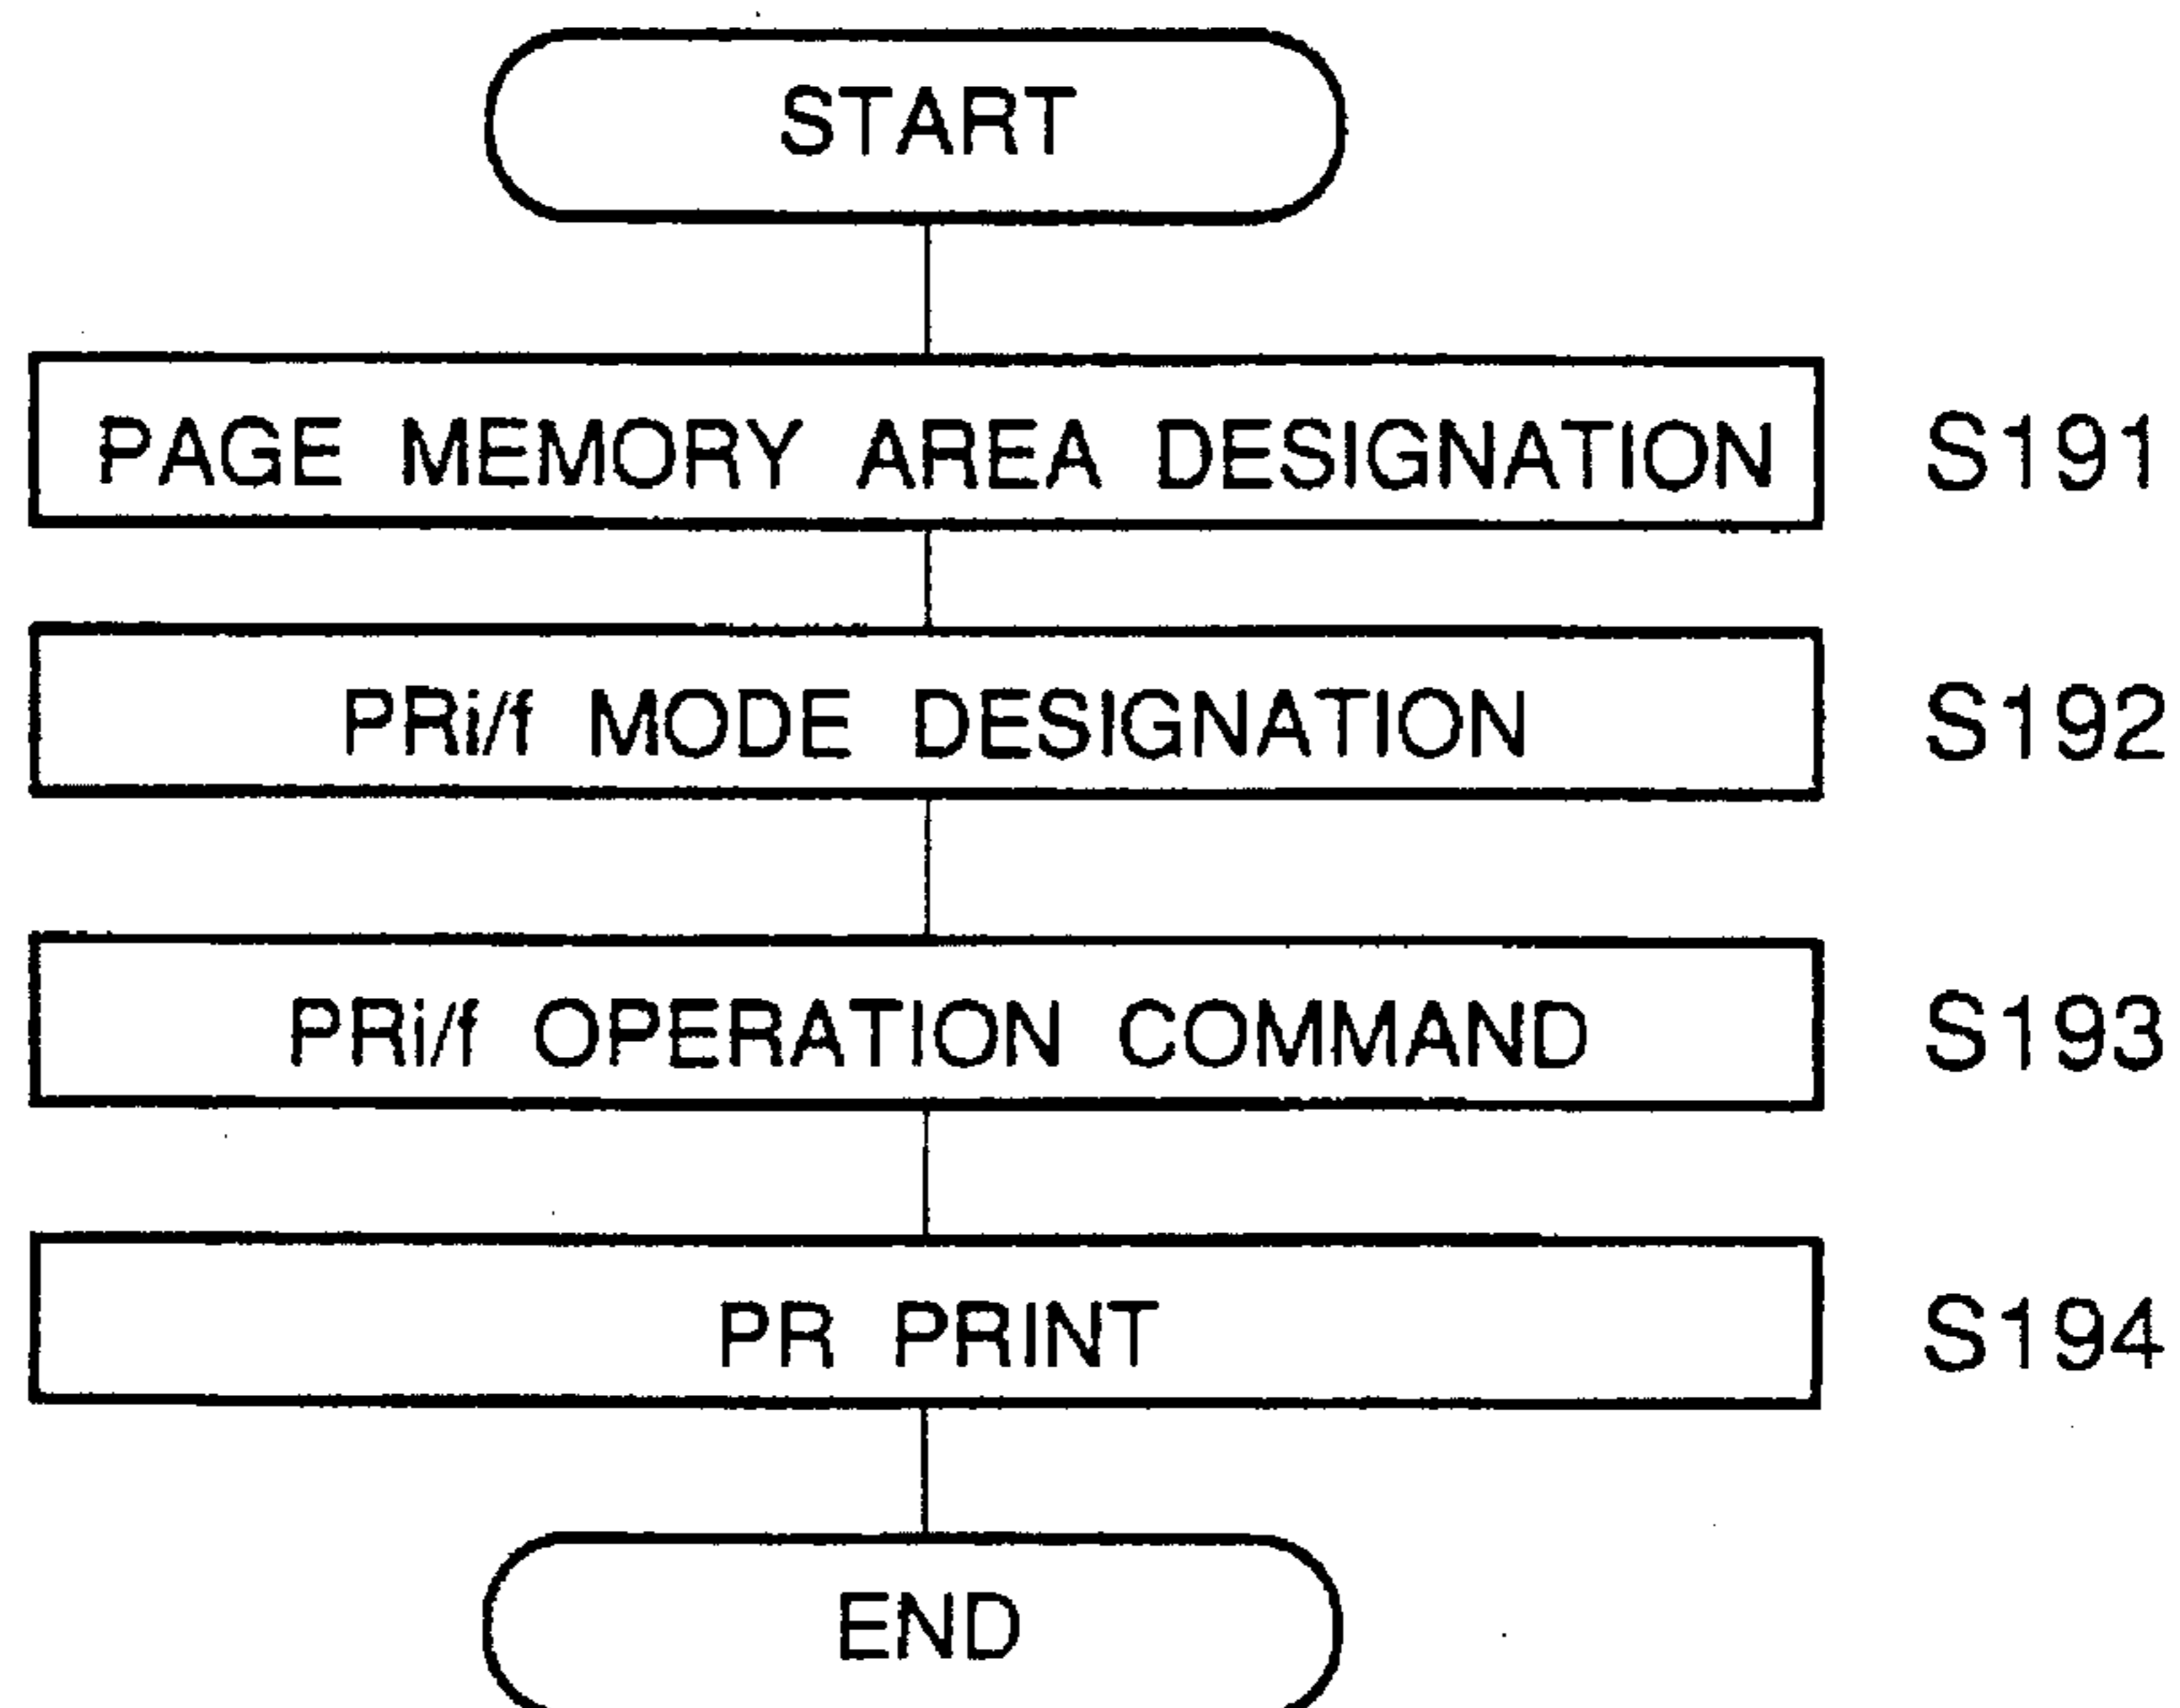 START
PAGE MEMORY AREA DESIGNATION S191
PRi/f MODE DESIGNATION S192
PRi/f OPERATION COMMAND S193
PR PRINT S194
END